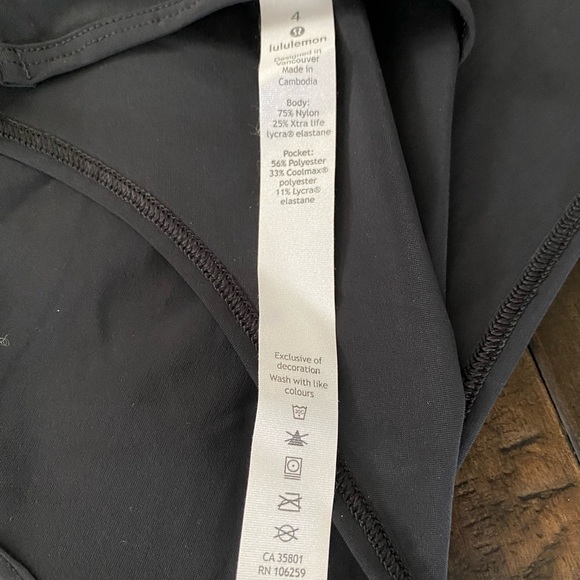 4
lululemon
Designed in
Vancouver
Made in
Cambodia
Body:
75% Nylon
25% Xtra life
lycra® elastane
Pocket:
56% Polyester
33% Coolmax®
polyester
11% Lycra®
elastane
Exclusive of
decoration
Wash with like
colours
CA 35801
RN 106259